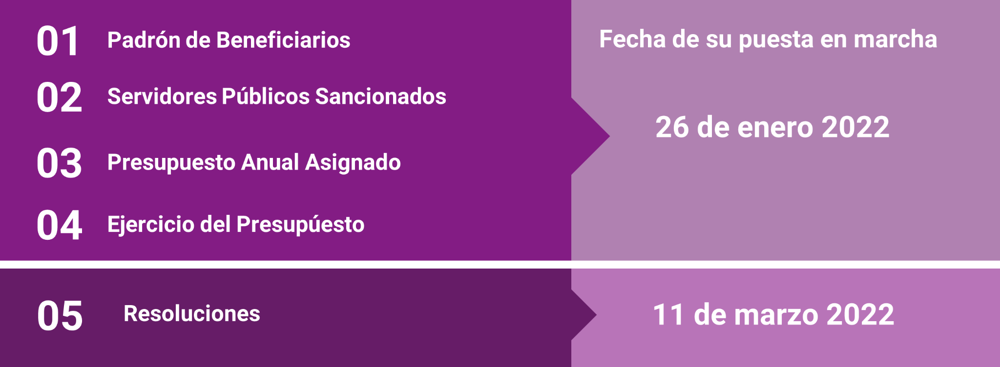 01 Padrón de Beneficiarios
02 Servidores Públicos Sancionados
03 Presupuesto Anual Asignado
04 Ejercicio del Presupúesto
Fecha de su puesta en marcha
26 de enero 2022
05 Resoluciones
11 de marzo 2022